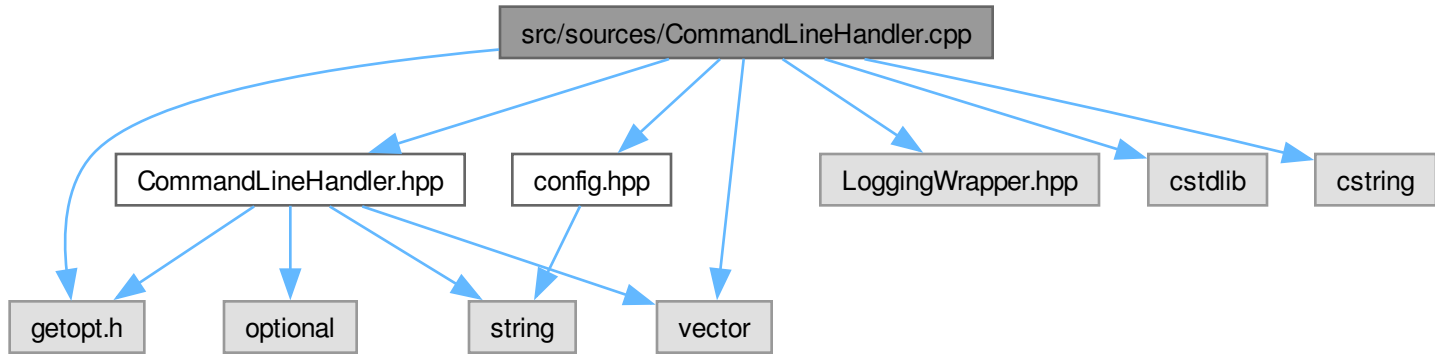 src/sources/CommandLineHandler.cpp
CommandLineHandler.hpp
config.hpp
LoggingWrapper.hpp
cstdlib
cstring
getopt.h
optional
string
vector